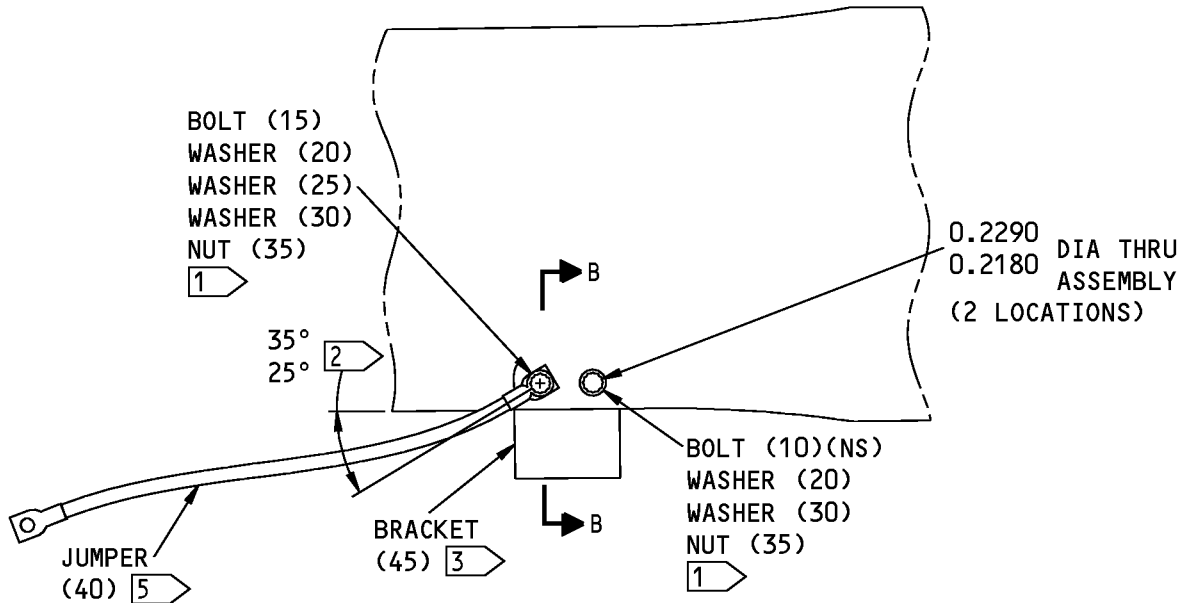 BOLT (15)
WASHER (20)
WASHER (25)
WASHER (30)
NUT (35)
1
B
0.2290
0.2180
DIA THRU
ASSEMBLY
(2 LOCATIONS)
35°
25°
2
BOLT (10)(NS)
WASHER (20)
WASHER (30)
NUT (35)
1
B
BRACKET
(45) 3
JUMPER
(40) 5